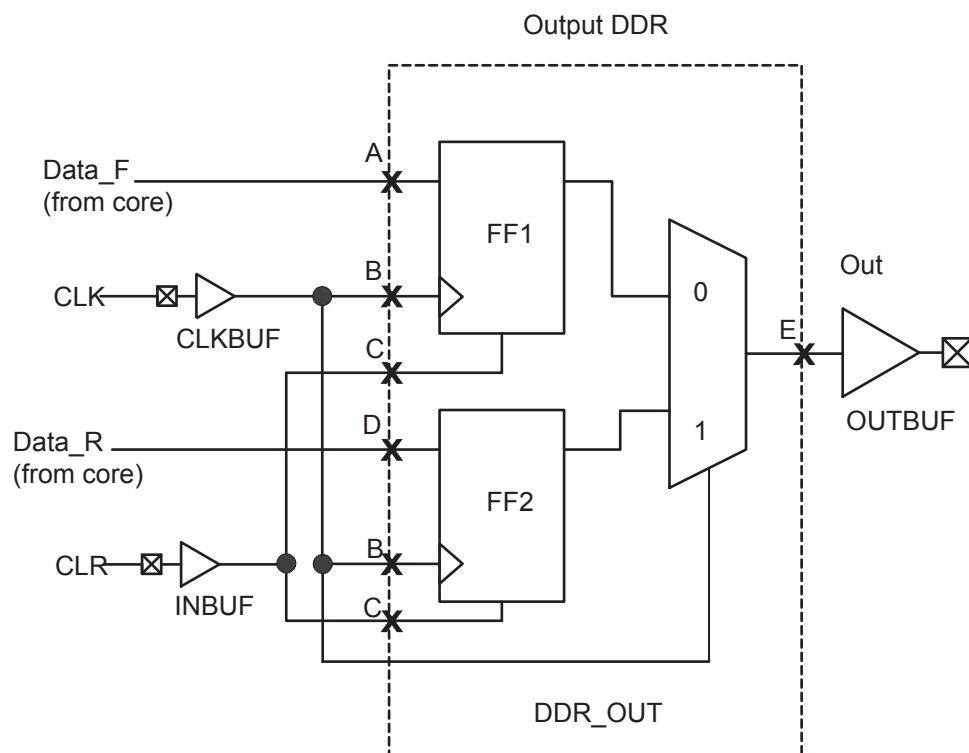 Output DDR
A
Data_F
(from core)
FF1
B
CLK
CLKBUF
0
Out
E
C
OUTBUF
D
Data_R
(from core)
1
FF2
B
CLR
INBUF
C
DDR_OUT